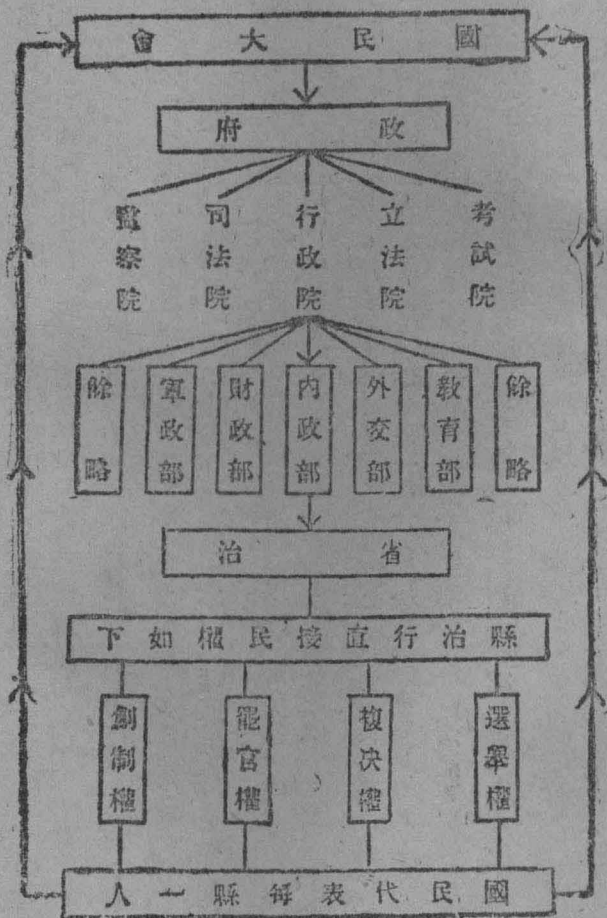 國民大會
政府
考試院
立法院
行政院
司法院
監察院
餘略
教育部
外交部
內政部
財政部
軍政部
餘略
省治
縣治行直接民權如下
選舉權
複決權
罷官權
創制權
國民代表每縣一人